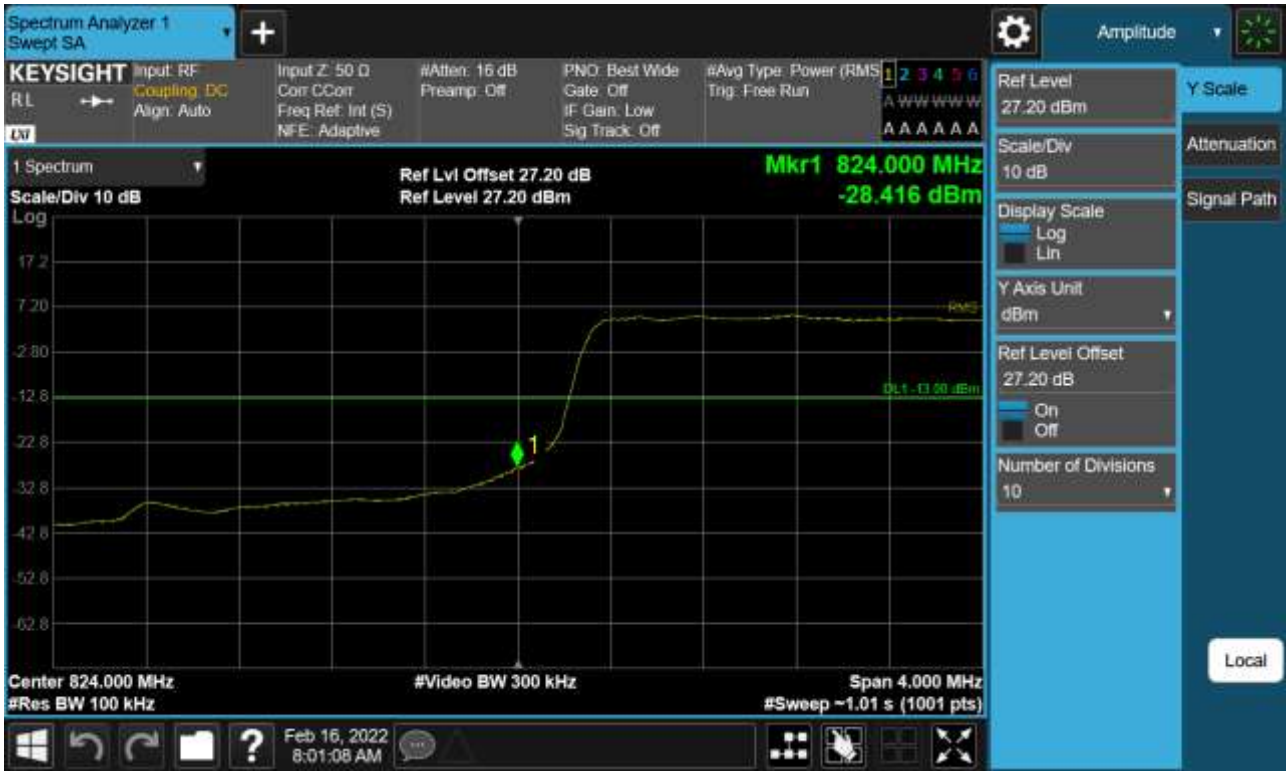 Spectrum Analyzer 1
Swept SA
+
Amplitude
KEYSIGHT
RL
LXI
Input: RF
Coupling: DC
Align: Auto
Input Z: 50 Ω
Corr CCorr
Freq Ref: Int (S)
NFE: Adaptive
#Atten: 16 dB
Preamp: Off
PNO: Best Wide
Gate: Off
IF Gain: Low
Sig Track: Off
#Avg Type: Power (RMS
Trig: Free Run
1 2 3 4 5 6
A W W W W W
A A A A A A
1 Spectrum
Scale/Div 10 dB
Ref Lvl Offset 27.20 dB
Ref Level 27.20 dBm
Mkr1 824.000 MHz
-28.416 dBm
Log
17.2
7.20
-2.80
-12.8
-22.8
-32.8
-42.8
-52.8
-62.8
RMS
DL1 -13.00 dBm
1
Center 824.000 MHz
#Res BW 100 kHz
#Video BW 300 kHz
Span 4.000 MHz
#Sweep ~1.01 s (1001 pts)
Ref Level
27.20 dBm
Scale/Div
10 dB
Display Scale
Log
Lin
Y Axis Unit
dBm
Ref Level Offset
27.20 dB
On
Off
Number of Divisions
10
Y Scale
Attenuation
Signal Path
Local
?
Feb 16, 2022
8:01:08 AM